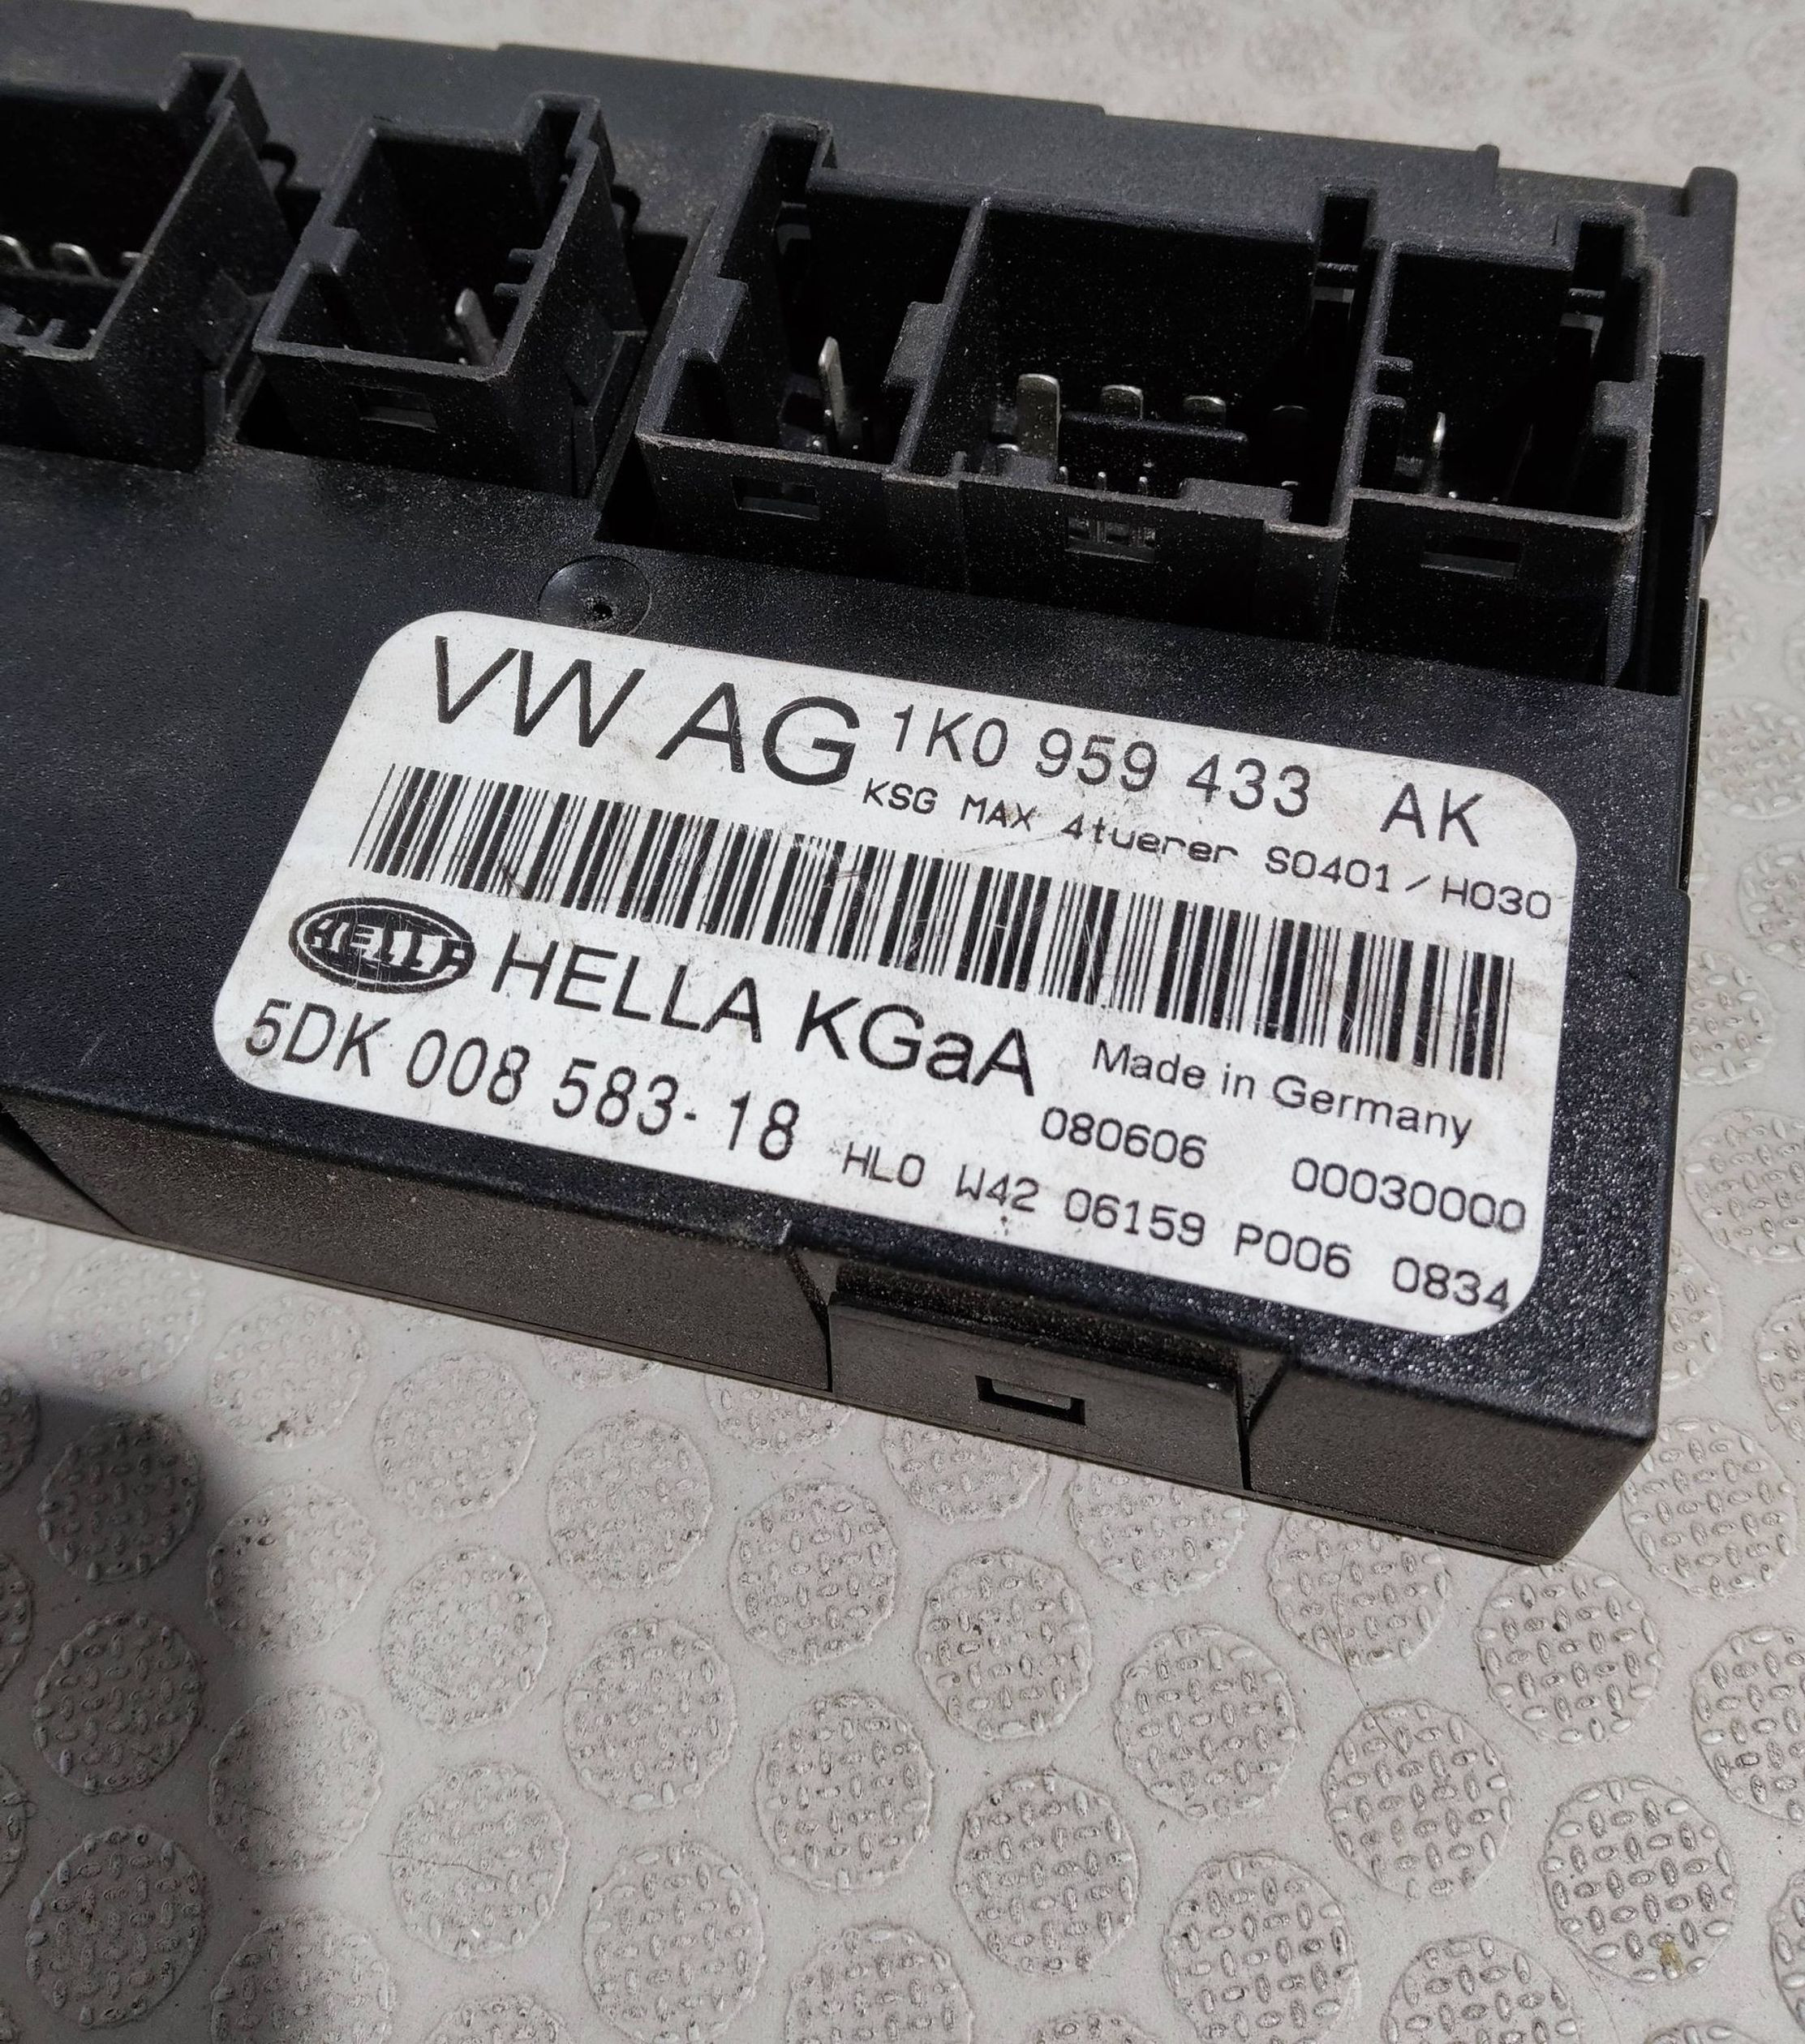 VW AG 1K0 959 433 AK
KSG MAX 4tuerer S0401/H030
HELLA HELLA KGaA Made in Germany
5DK 008 583-18 080606 00030000
HLO W42 06159 P006 0834